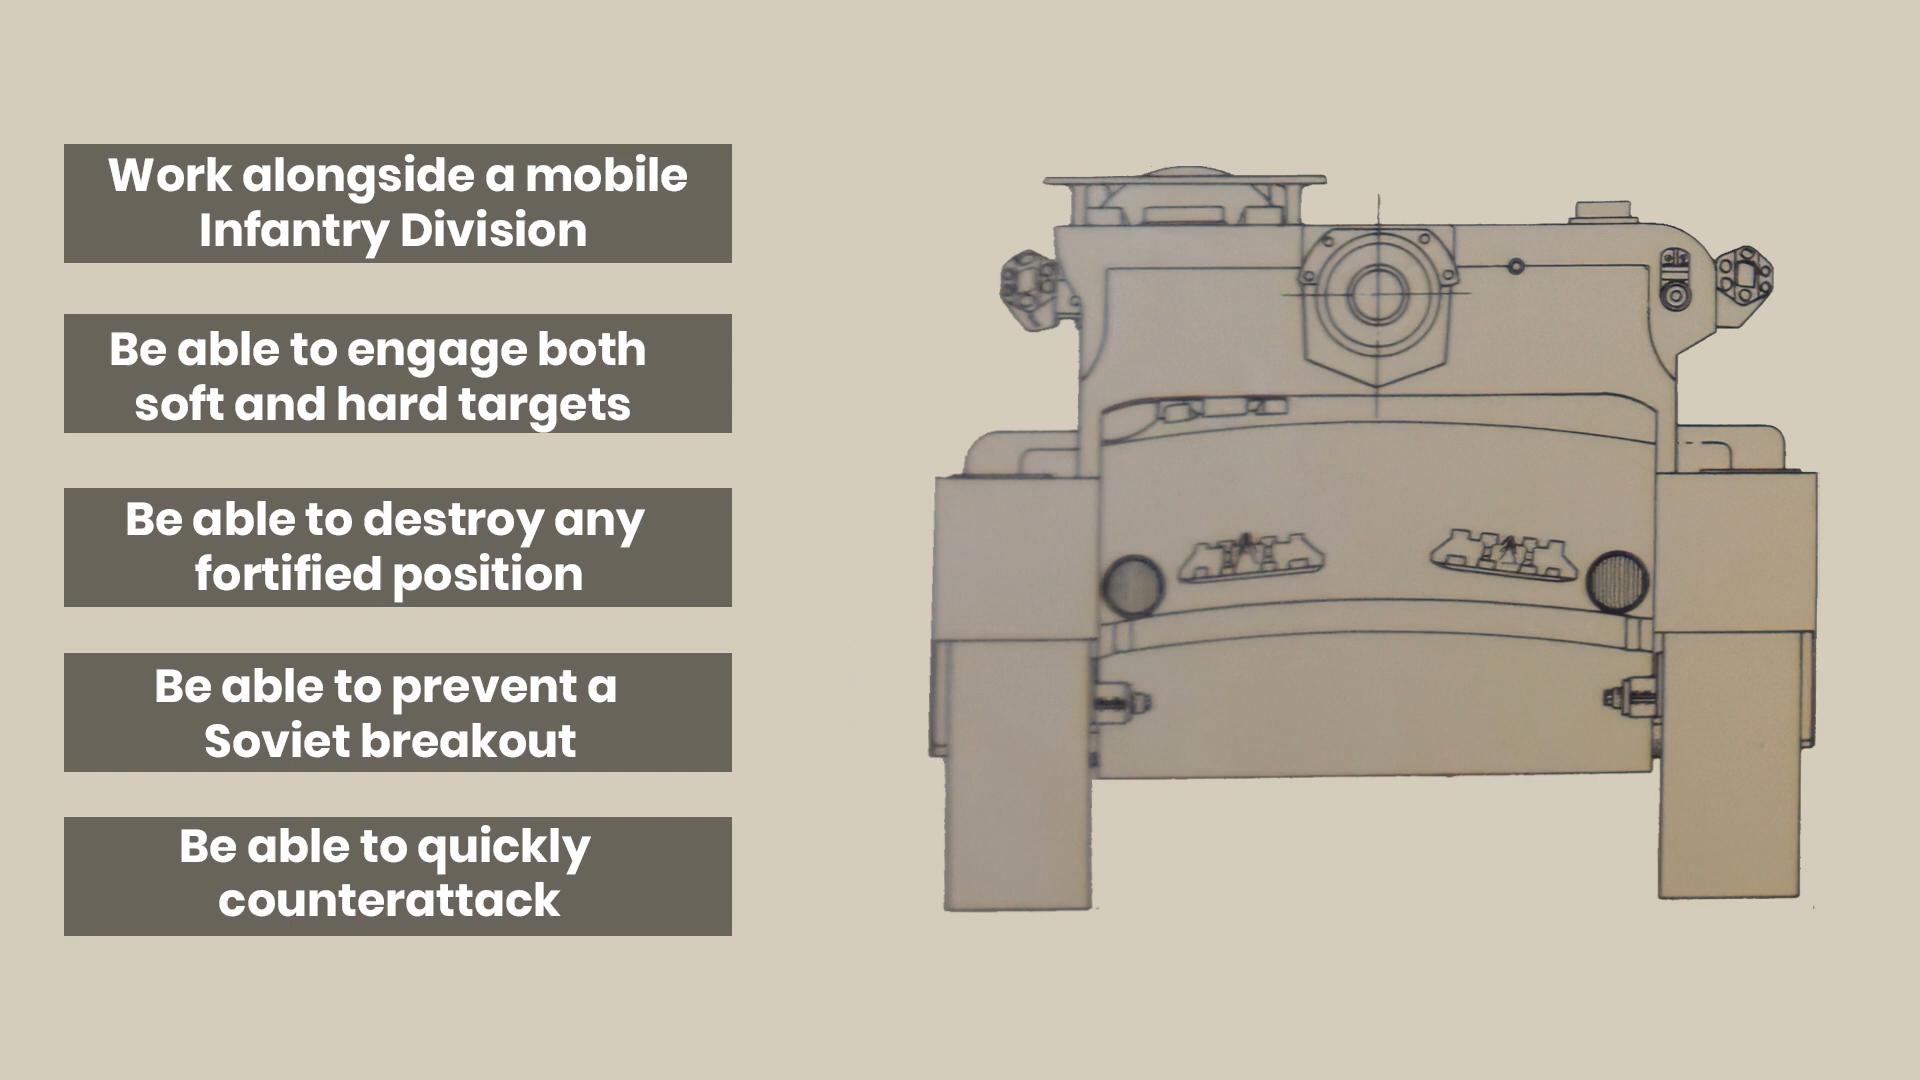 Work alongside a mobile
Infantry Division
Be able to engage both
soft and hard targets
Be able to destroy any
fortified position
Be able to prevent a
Soviet breakout
Be able to quickly
counterattack